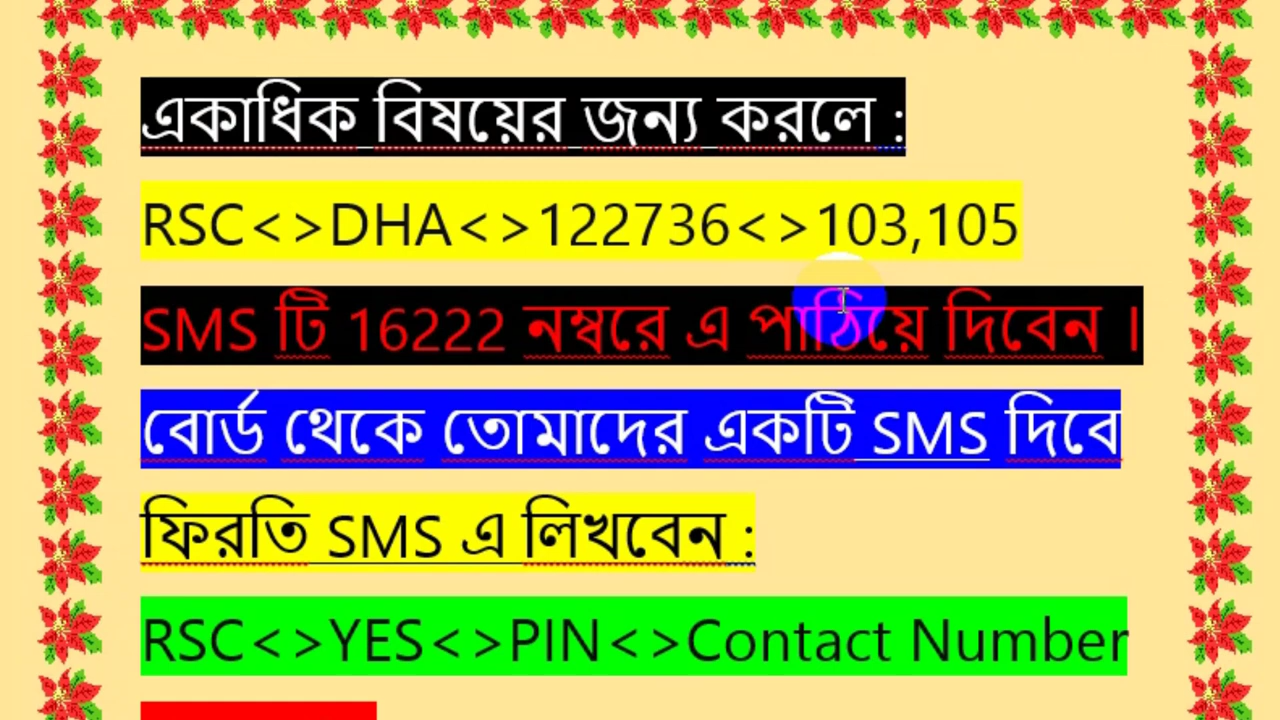 একাধিক বিষয়ের জন্য করলে :
RSC<>DHA<>122736<>103,105
SMS টি 16222 নম্বরে এ পাঠিয়ে দিবেন ।
বোর্ড থেকে তোমাদের একটি SMS দিবে
ফিরতি SMS এ লিখবেন :
RSC<>YES<>PIN<>Contact Number